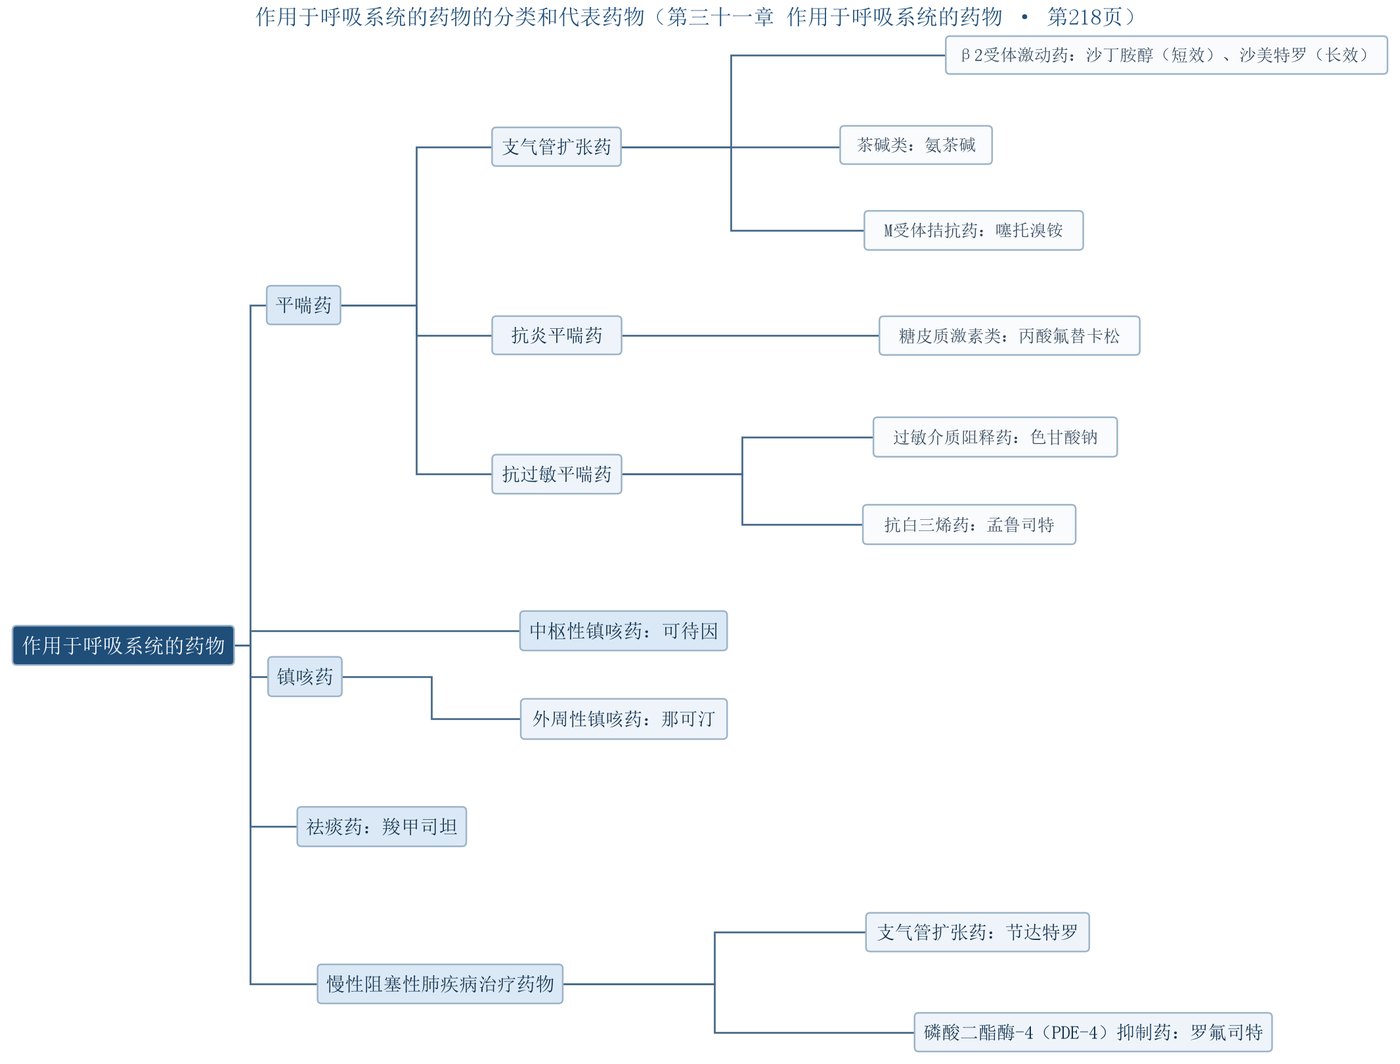 作用于呼吸系统的药物的分类和代表药物（第三十一章 作用于呼吸系统的药物 • 第218页）
β2受体激动药：沙丁胺醇（短效）、沙美特罗（长效）
支气管扩张药
茶碱类：氨茶碱
M受体拮抗药：噻托溴铵
平喘药
抗炎平喘药
糖皮质激素类：丙酸氟替卡松
过敏介质阻释药：色甘酸钠
抗过敏平喘药
抗白三烯药：孟鲁司特
中枢性镇咳药：可待因
作用于呼吸系统的药物
镇咳药
外周性镇咳药：那可汀
祛痰药：羧甲司坦
支气管扩张药：节达特罗
慢性阻塞性肺疾病治疗药物
磷酸二酯酶-4（PDE-4）抑制药：罗氟司特